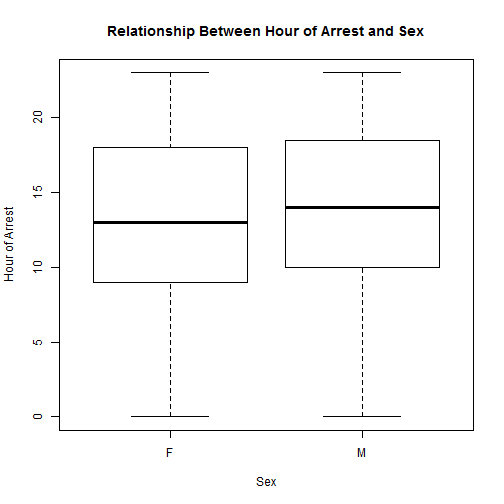 Relationship Between Hour of Arrest and Sex
Hour of Arrest
20
15
10
5
0
F M
Sex